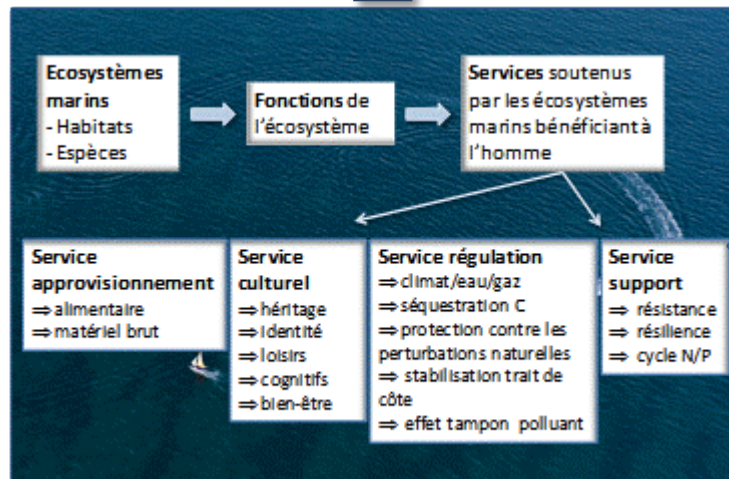 Ecosystèmes
marins
- Habitats
- Espèces
Fonctions de
l'écosystème
Services soutenus
par les écosystèmes
marins bénéficiant à
l'homme
Service
approvisionnement
⇒ alimentaire
⇒ matériel brut
Service
culturel
⇒ héritage
⇒ identité
⇒ loisirs
⇒ cognitifs
⇒ bien-être
Service régulation
⇒ climat/eau/gaz
⇒ séquestration C
⇒ protection contre les
perturbations naturelles
⇒ stabilisation trait de
côte
⇒ effet tampon polluant
Service
support
⇒ résistance
⇒ résilience
⇒ cycle N/P